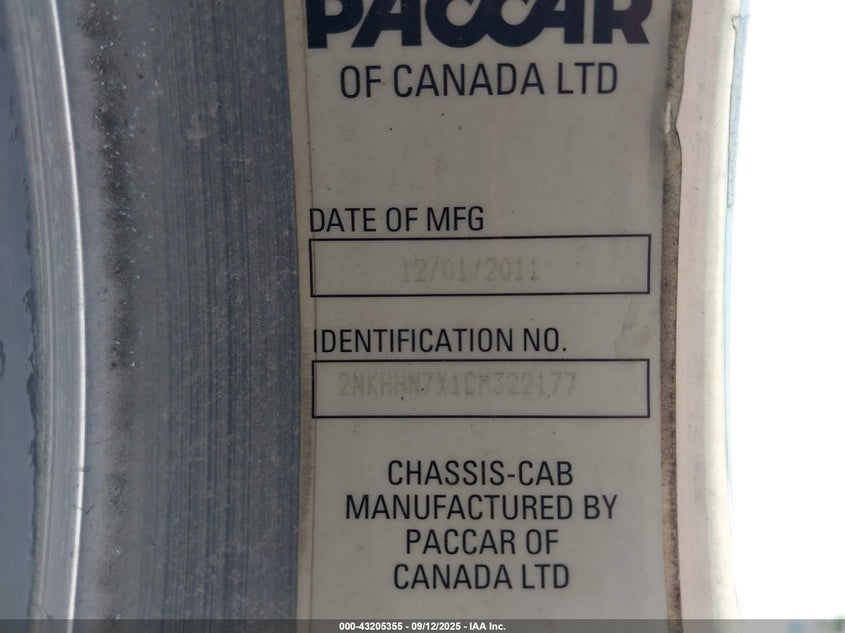 PACCAR
OF CANADA LTD
DATE OF MFG
12/01/2011
IDENTIFICATION NO.
2NKHHN7X1CM322177
CHASSIS-CAB
MANUFACTURED BY
PACCAR OF
CANADA LTD
000-43205355 - 09/12/2025 - IAA Inc.